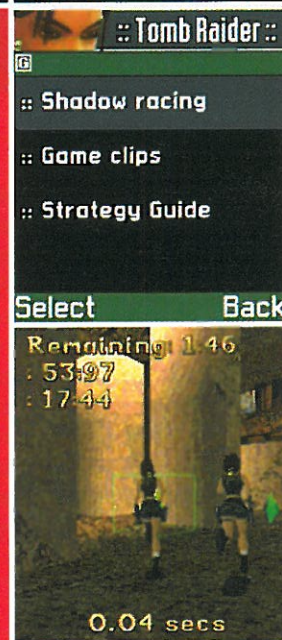 :: Tomb Raider ::
G
:: Shadow racing
:: Game clips
:: Strategy Guide
Select Back
Remaining: 1:46
: 53:97
: 17:44
0.04 secs